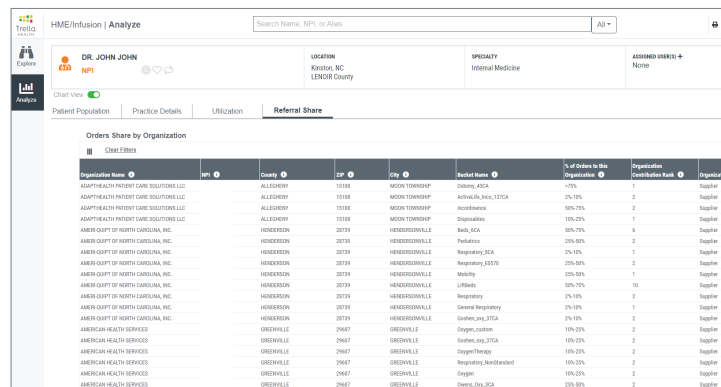 Trella
HEALTH
HME/Infusion | Analyze
Search Name, NPI, or Alias
All
Explore
Analyze
DR. JOHN JOHN
NPI
LOCATION
Kinston, NC
LENOIR County
SPECIALTY
Internal Medicine
ASSIGNED USER(S) +
None
Chart View
Patient Population Practice Details Utilization Referral Share
Orders Share by Organization
Clear Filters
Organization Name NPI County ZIP City Bucket Name % of Orders to this Organization Organization Contribution Rank Organizat
ADAPTHEALTH PATIENT CARE SOLUTIONS LLC ALLEGHENY 15108 MOON TOWNSHIP Ostomy_43CA >75% 1 Supplier
ADAPTHEALTH PATIENT CARE SOLUTIONS LLC ALLEGHENY 15108 MOON TOWNSHIP ActiveLife_Inco_127CA 2%-10% 2 Supplier
ADAPTHEALTH PATIENT CARE SOLUTIONS LLC ALLEGHENY 15108 MOON TOWNSHIP Incontinence 50%-75% 2 Supplier
ADAPTHEALTH PATIENT CARE SOLUTIONS LLC ALLEGHENY 15108 MOON TOWNSHIP Disposables 10%-25% 1 Supplier
AMERI-QUIPT OF NORTH CAROLINA, INC. HENDERSON 28739 HENDERSONVILLE Beds_6CA 50%-75% 6 Supplier
AMERI-QUIPT OF NORTH CAROLINA, INC. HENDERSON 28739 HENDERSONVILLE Pediatrics 25%-50% 2 Supplier
AMERI-QUIPT OF NORTH CAROLINA, INC. HENDERSON 28739 HENDERSONVILLE Respiratory_8CA 2%-10% 1 Supplier
AMERI-QUIPT OF NORTH CAROLINA, INC. HENDERSON 28739 HENDERSONVILLE Respiratory_E0570 25%-50% 2 Supplier
AMERI-QUIPT OF NORTH CAROLINA, INC. HENDERSON 28739 HENDERSONVILLE Mobility 25%-50% 1 Supplier
AMERI-QUIPT OF NORTH CAROLINA, INC. HENDERSON 28739 HENDERSONVILLE LiftBeds 50%-75% 10 Supplier
AMERI-QUIPT OF NORTH CAROLINA, INC. HENDERSON 28739 HENDERSONVILLE Respiratory 2%-10% 2 Supplier
AMERI-QUIPT OF NORTH CAROLINA, INC. HENDERSON 28739 HENDERSONVILLE General Respiratory 2%-10% 1 Supplier
AMERI-QUIPT OF NORTH CAROLINA, INC. HENDERSON 28739 HENDERSONVILLE Goshen_oxy_37CA 2%-10% 2 Supplier
AMERICAN HEALTH SERVICES GREENVILLE 29607 GREENVILLE Oxygen_custom 10%-25% 2 Supplier
AMERICAN HEALTH SERVICES GREENVILLE 29607 GREENVILLE Goshen_oxy_37CA 10%-25% 2 Supplier
AMERICAN HEALTH SERVICES GREENVILLE 29607 GREENVILLE OxygenTherapy 10%-25% 2 Supplier
AMERICAN HEALTH SERVICES GREENVILLE 29607 GREENVILLE Respiratory_NonStandard 10%-25% 2 Supplier
AMERICAN HEALTH SERVICES GREENVILLE 29607 GREENVILLE Oxygen 10%-25% 2 Supplier
AMERICAN HEALTH SERVICES GREENVILLE 29607 GREENVILLE Owens_Oxy_3CA 25%-50% 2 Supplier